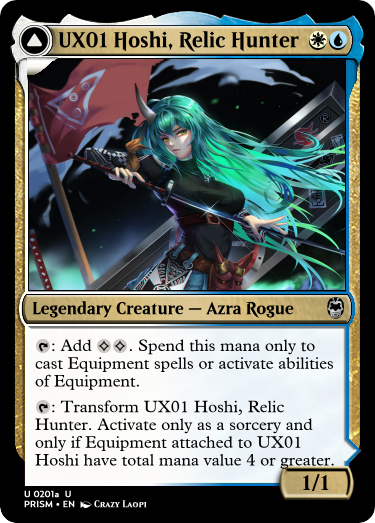 UX01 Hoshi, Relic Hunter
Legendary Creature — Azra Rogue
: Add . Spend this mana only to
cast Equipment spells or activate abilities
of Equipment.
: Transform UX01 Hoshi, Relic
Hunter. Activate only as a sorcery and
only if Equipment attached to UX01
Hoshi have total mana value 4 or greater.
1/1
U 0201a U
PRISM • EN Crazy Laopi